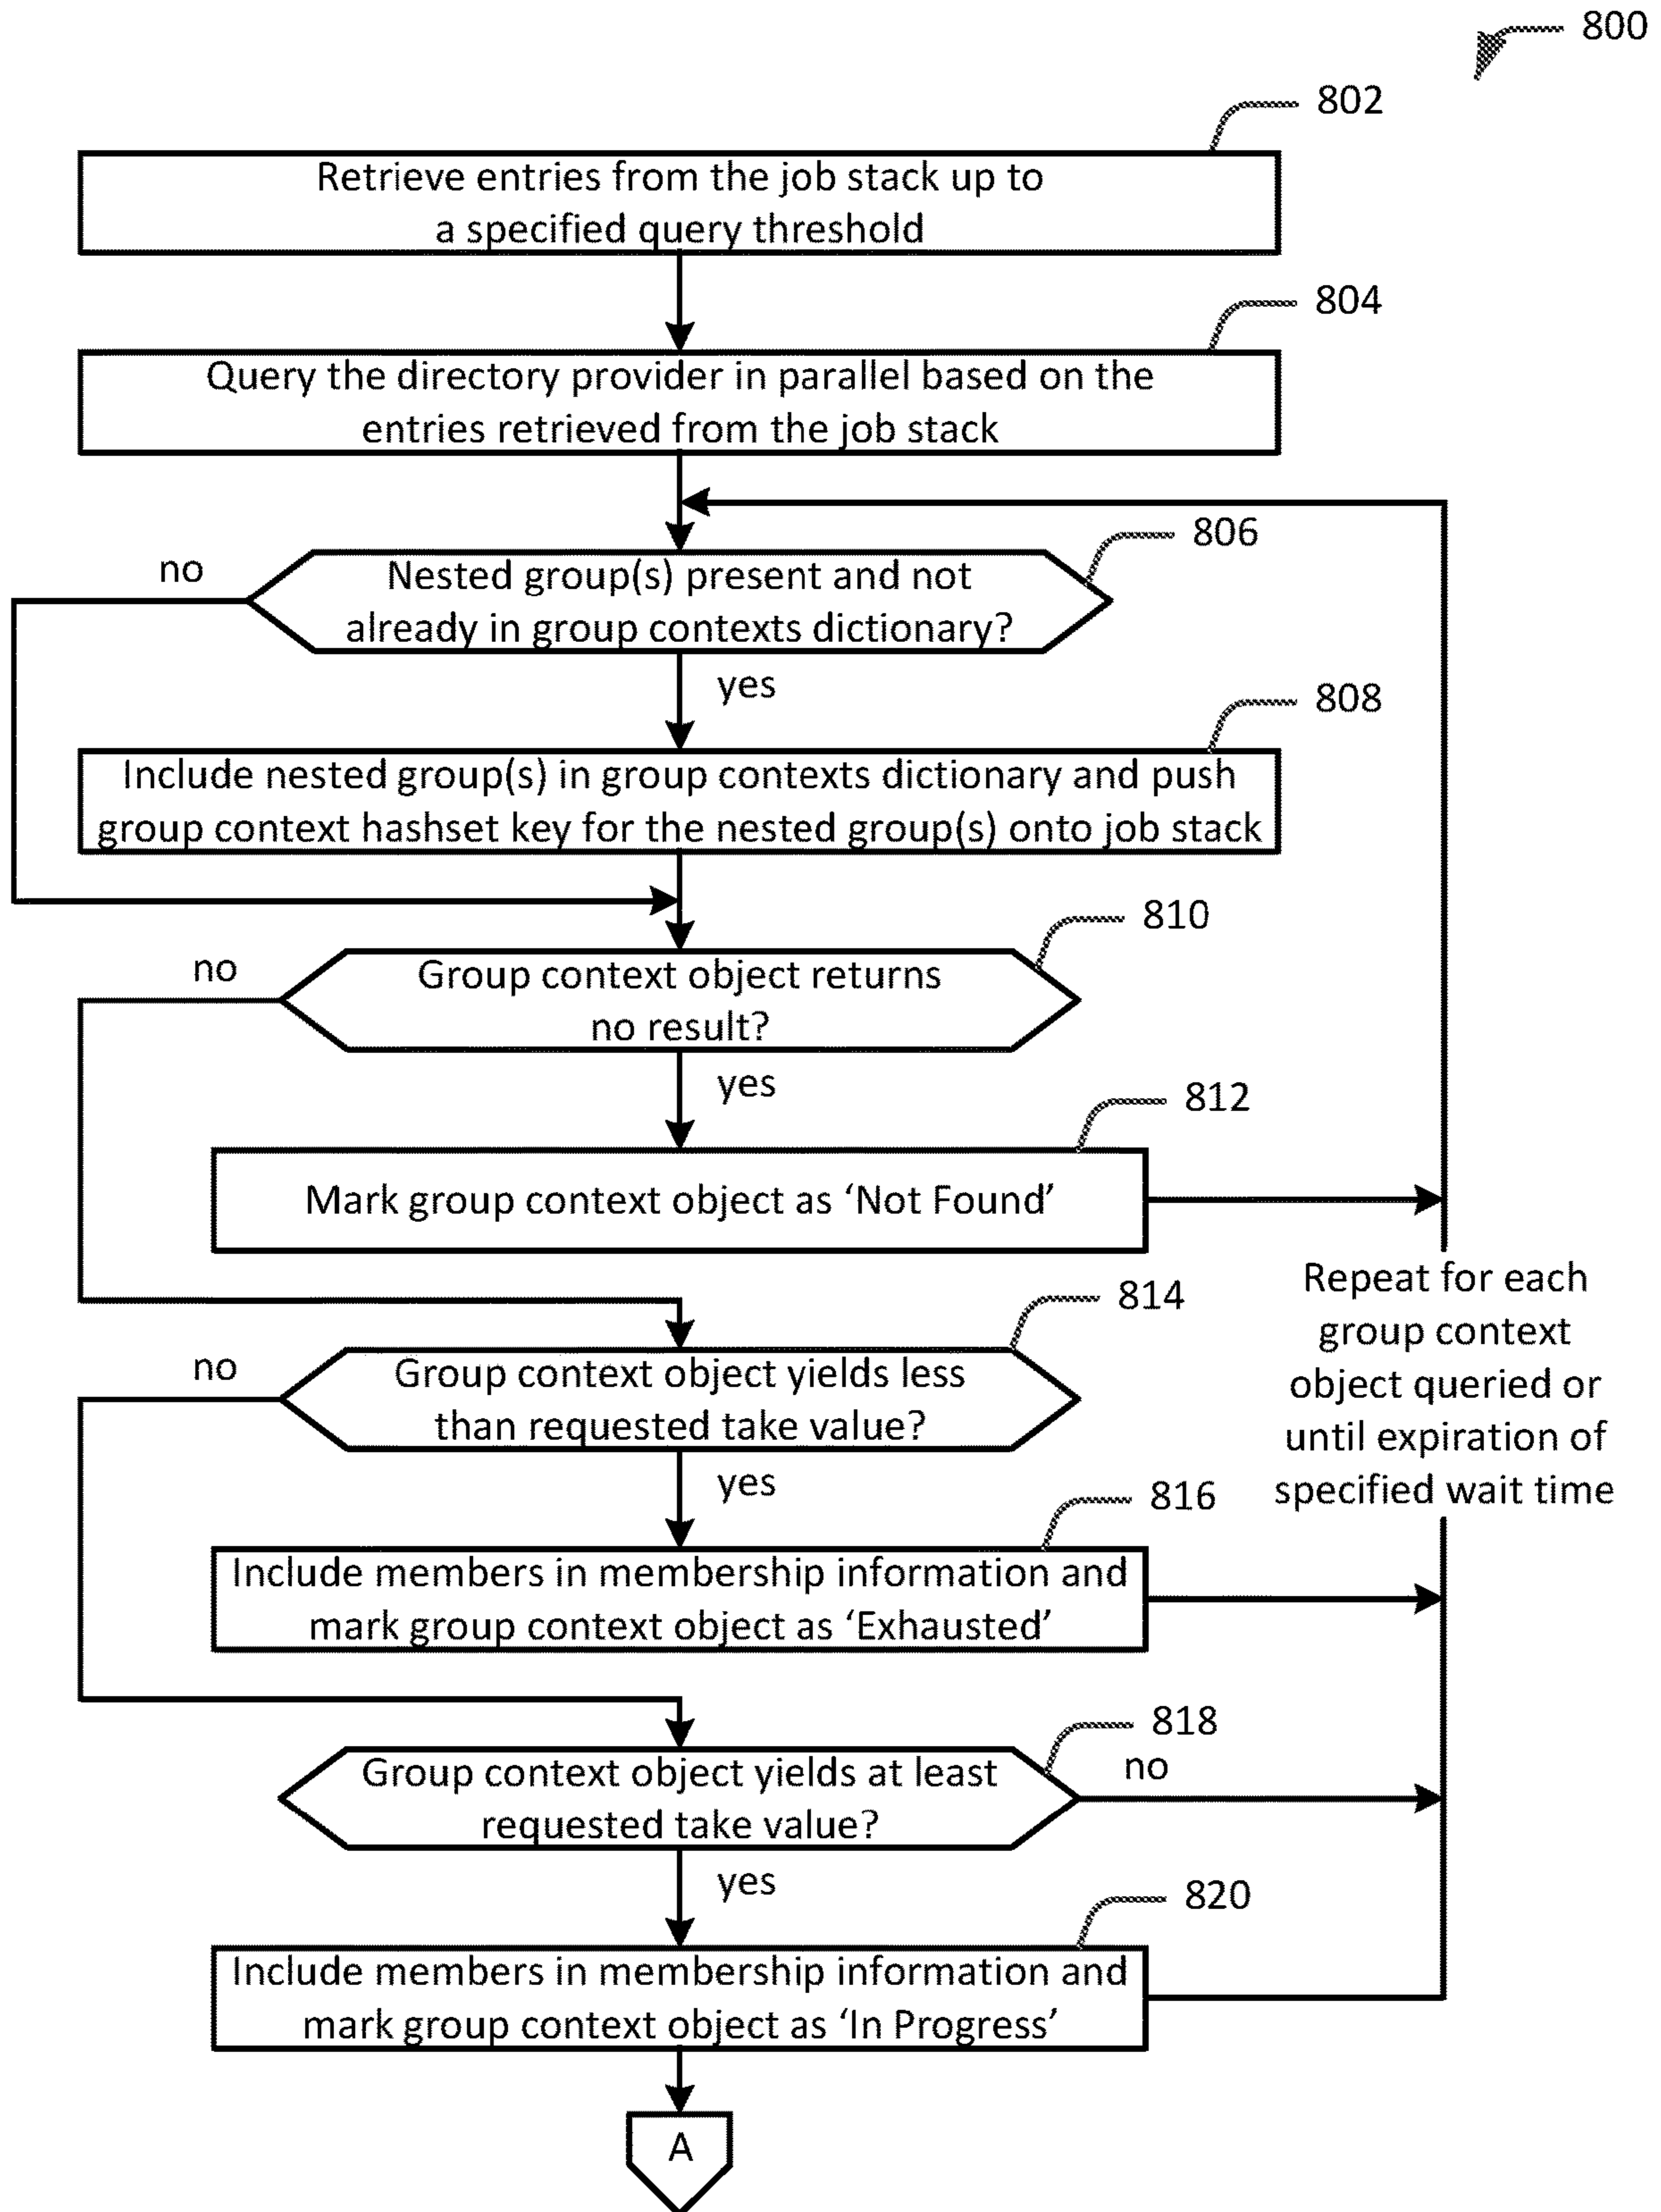 800
802
Retrieve entries from the job stack up to
a specified query threshold
804
Query the directory provider in parallel based on the
entries retrieved from the job stack
806
no
Nested group(s) present and not
already in group contexts dictionary?
yes
808
Include nested group(s) in group contexts dictionary and push
group context hashset key for the nested group(s) onto job stack
810
no
Group context object returns
no result?
yes
812
Mark group context object as ‘Not Found’
Repeat for each
group context
object queried or
until expiration of
specified wait time
814
no
Group context object yields less
than requested take value?
yes
816
Include members in membership information and
mark group context object as ‘Exhausted’
818
Group context object yields at least
requested take value?
no
yes
820
Include members in membership information and
mark group context object as ‘In Progress’
A